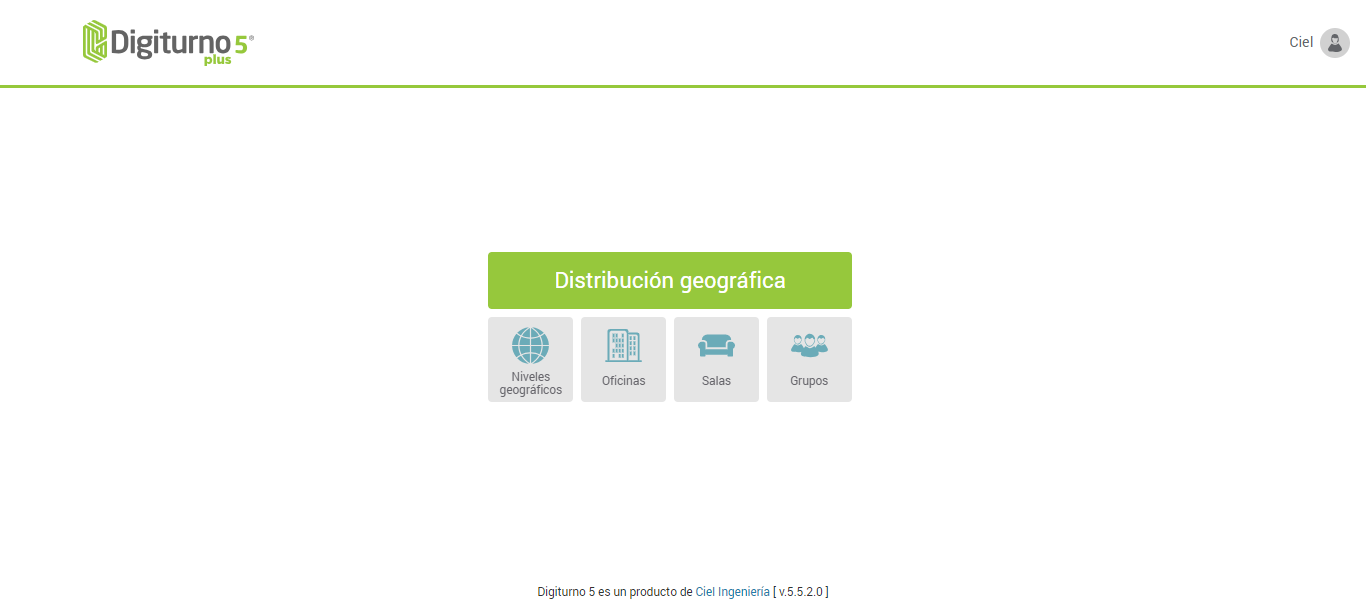 Digiturno 5®
plus
Ciel
Distribución geográfica
Niveles
geográficos
Oficinas
Salas
Grupos
Digiturno 5 es un producto de Ciel Ingeniería [ v.5.5.2.0 ]